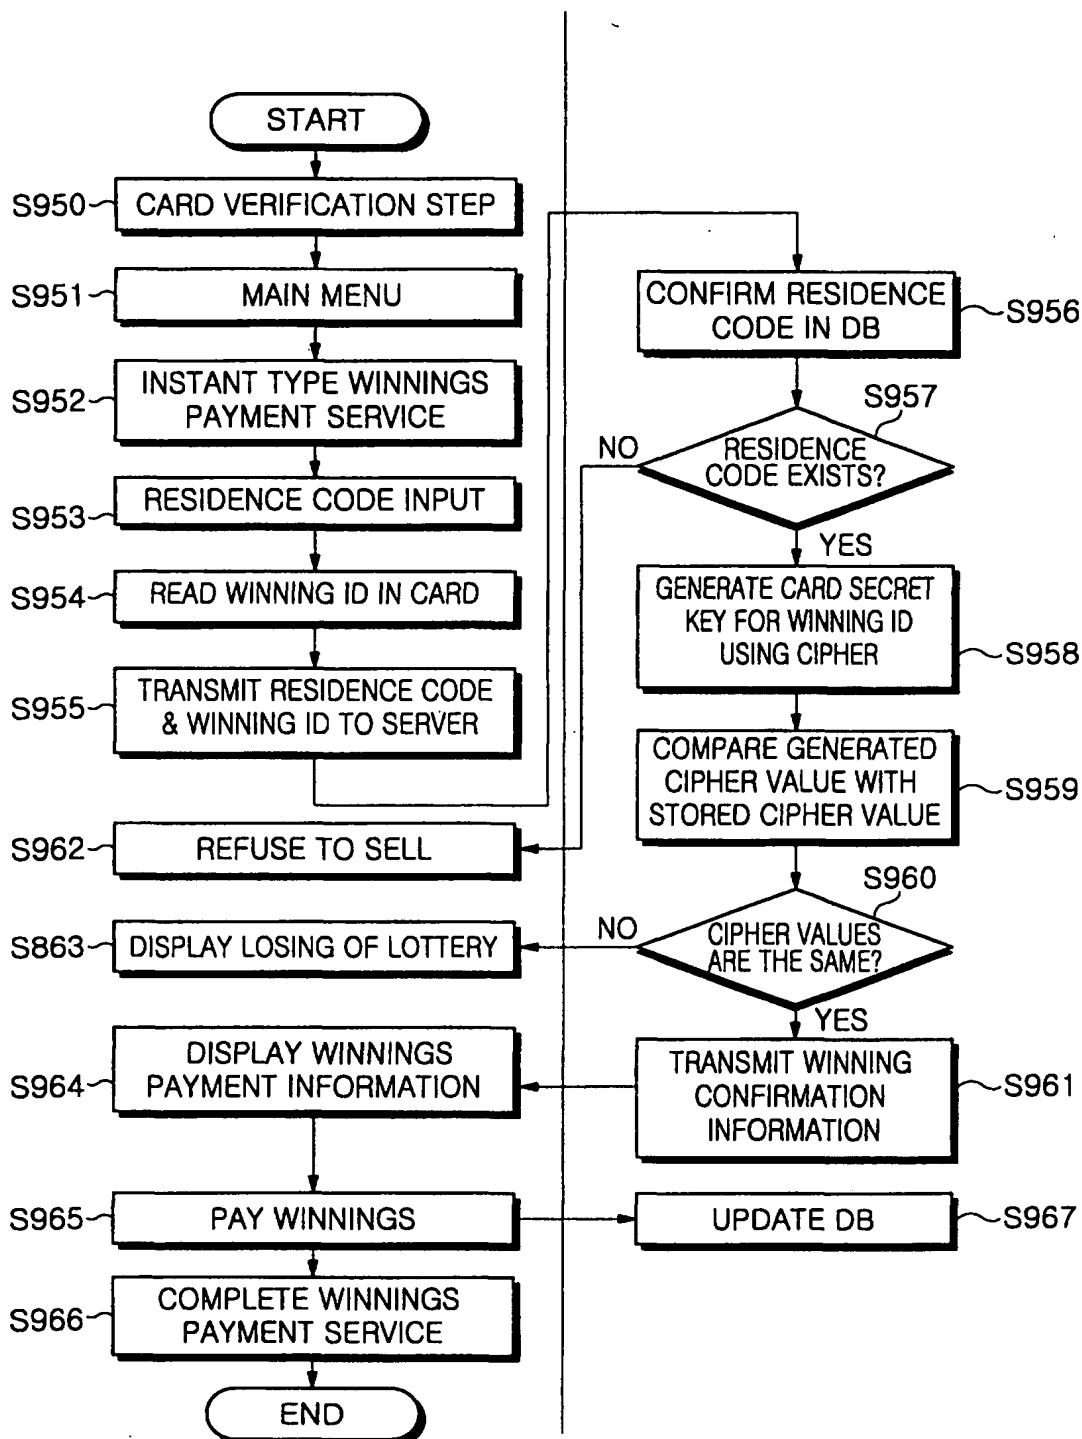 START
S950
CARD VERIFICATION STEP
S951
MAIN MENU
S952
INSTANT TYPE WINNINGS
PAYMENT SERVICE
S953
RESIDENCE CODE INPUT
S954
READ WINNING ID IN CARD
S955
TRANSMIT RESIDENCE CODE
& WINNING ID TO SERVER
S962
REFUSE TO SELL
S863
DISPLAY LOSING OF LOTTERY
S964
DISPLAY WINNINGS
PAYMENT INFORMATION
S965
PAY WINNINGS
S966
COMPLETE WINNINGS
PAYMENT SERVICE
END
CONFIRM RESIDENCE
CODE IN DB
S956
S957
NO
RESIDENCE
CODE EXISTS?
YES
GENERATE CARD SECRET
KEY FOR WINNING ID
USING CIPHER
S958
COMPARE GENERATED
CIPHER VALUE WITH
STORED CIPHER VALUE
S959
S960
NO
CIPHER VALUES
ARE THE SAME?
YES
TRANSMIT WINNING
CONFIRMATION
INFORMATION
S961
UPDATE DB
S967